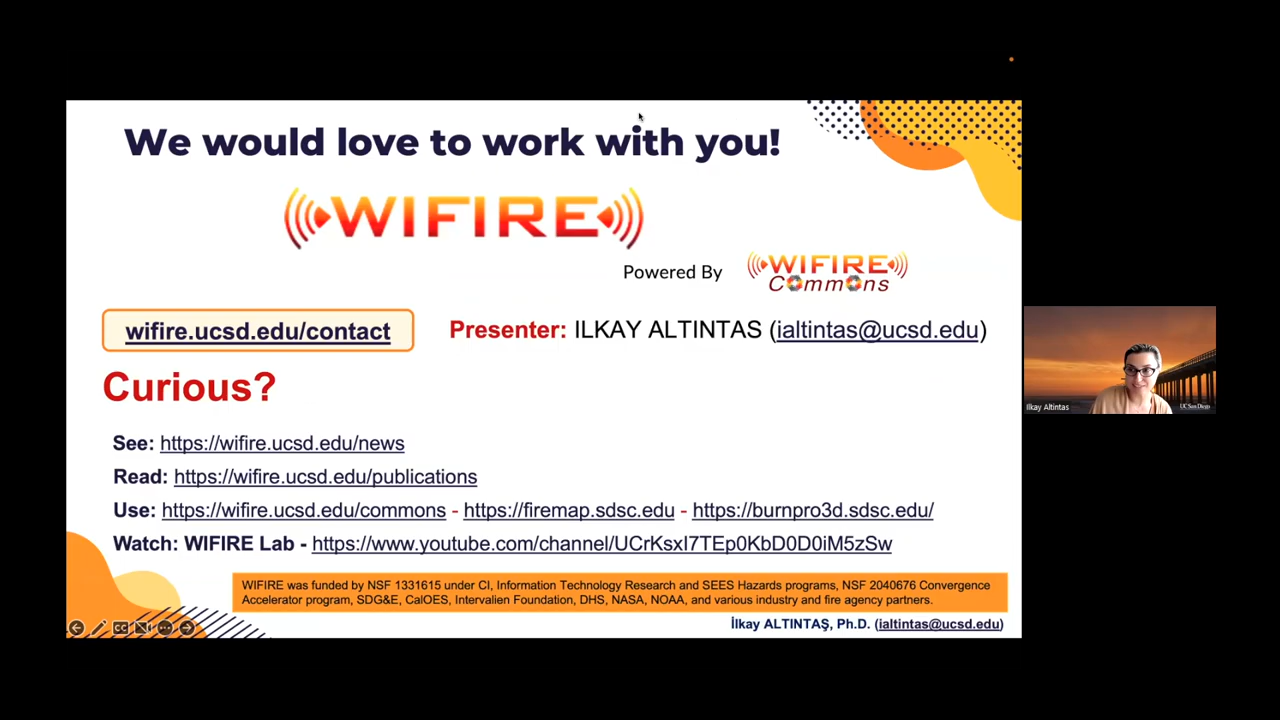 We would love to work with you!
WIFIRE
Powered By
WIFIRE
Commons
wifire.ucsd.edu/contact
Presenter: ILKAY ALTINTAS (ialtintas@ucsd.edu)
Curious?
See: https://wifire.ucsd.edu/news
Read: https://wifire.ucsd.edu/publications
Use: https://wifire.ucsd.edu/commons - https://firemap.sdsc.edu - https://burnpro3d.sdsc.edu/
Watch: WIFIRE Lab - https://www.youtube.com/channel/UCrKsxI7TEp0KbD0D0iM5zSw
WIFIRE was funded by NSF 1331615 under CI, Information Technology Research and SEES Hazards programs, NSF 2040676 Convergence
Accelerator program, SDG&E, CalOES, Intervalien Foundation, DHS, NASA, NOAA, and various industry and fire agency partners.
İlkay ALTINTAŞ, Ph.D. (ialtintas@ucsd.edu)
CC
Ilkay Altintas
UC San Diego